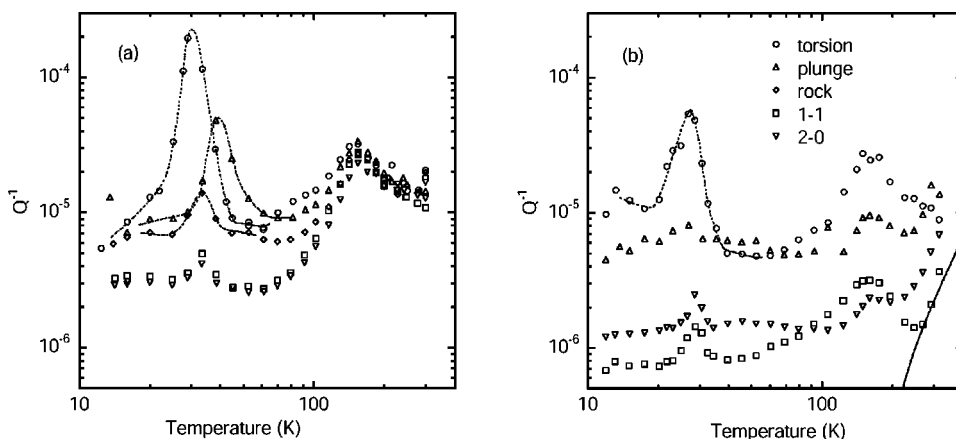 (a)
Q⁻¹
10⁻⁴
10⁻⁵
10⁻⁶
10
100
Temperature (K)
(b)
torsion
plunge
rock
1-1
2-0
Q⁻¹
10⁻⁴
10⁻⁵
10⁻⁶
10
100
Temperature (K)